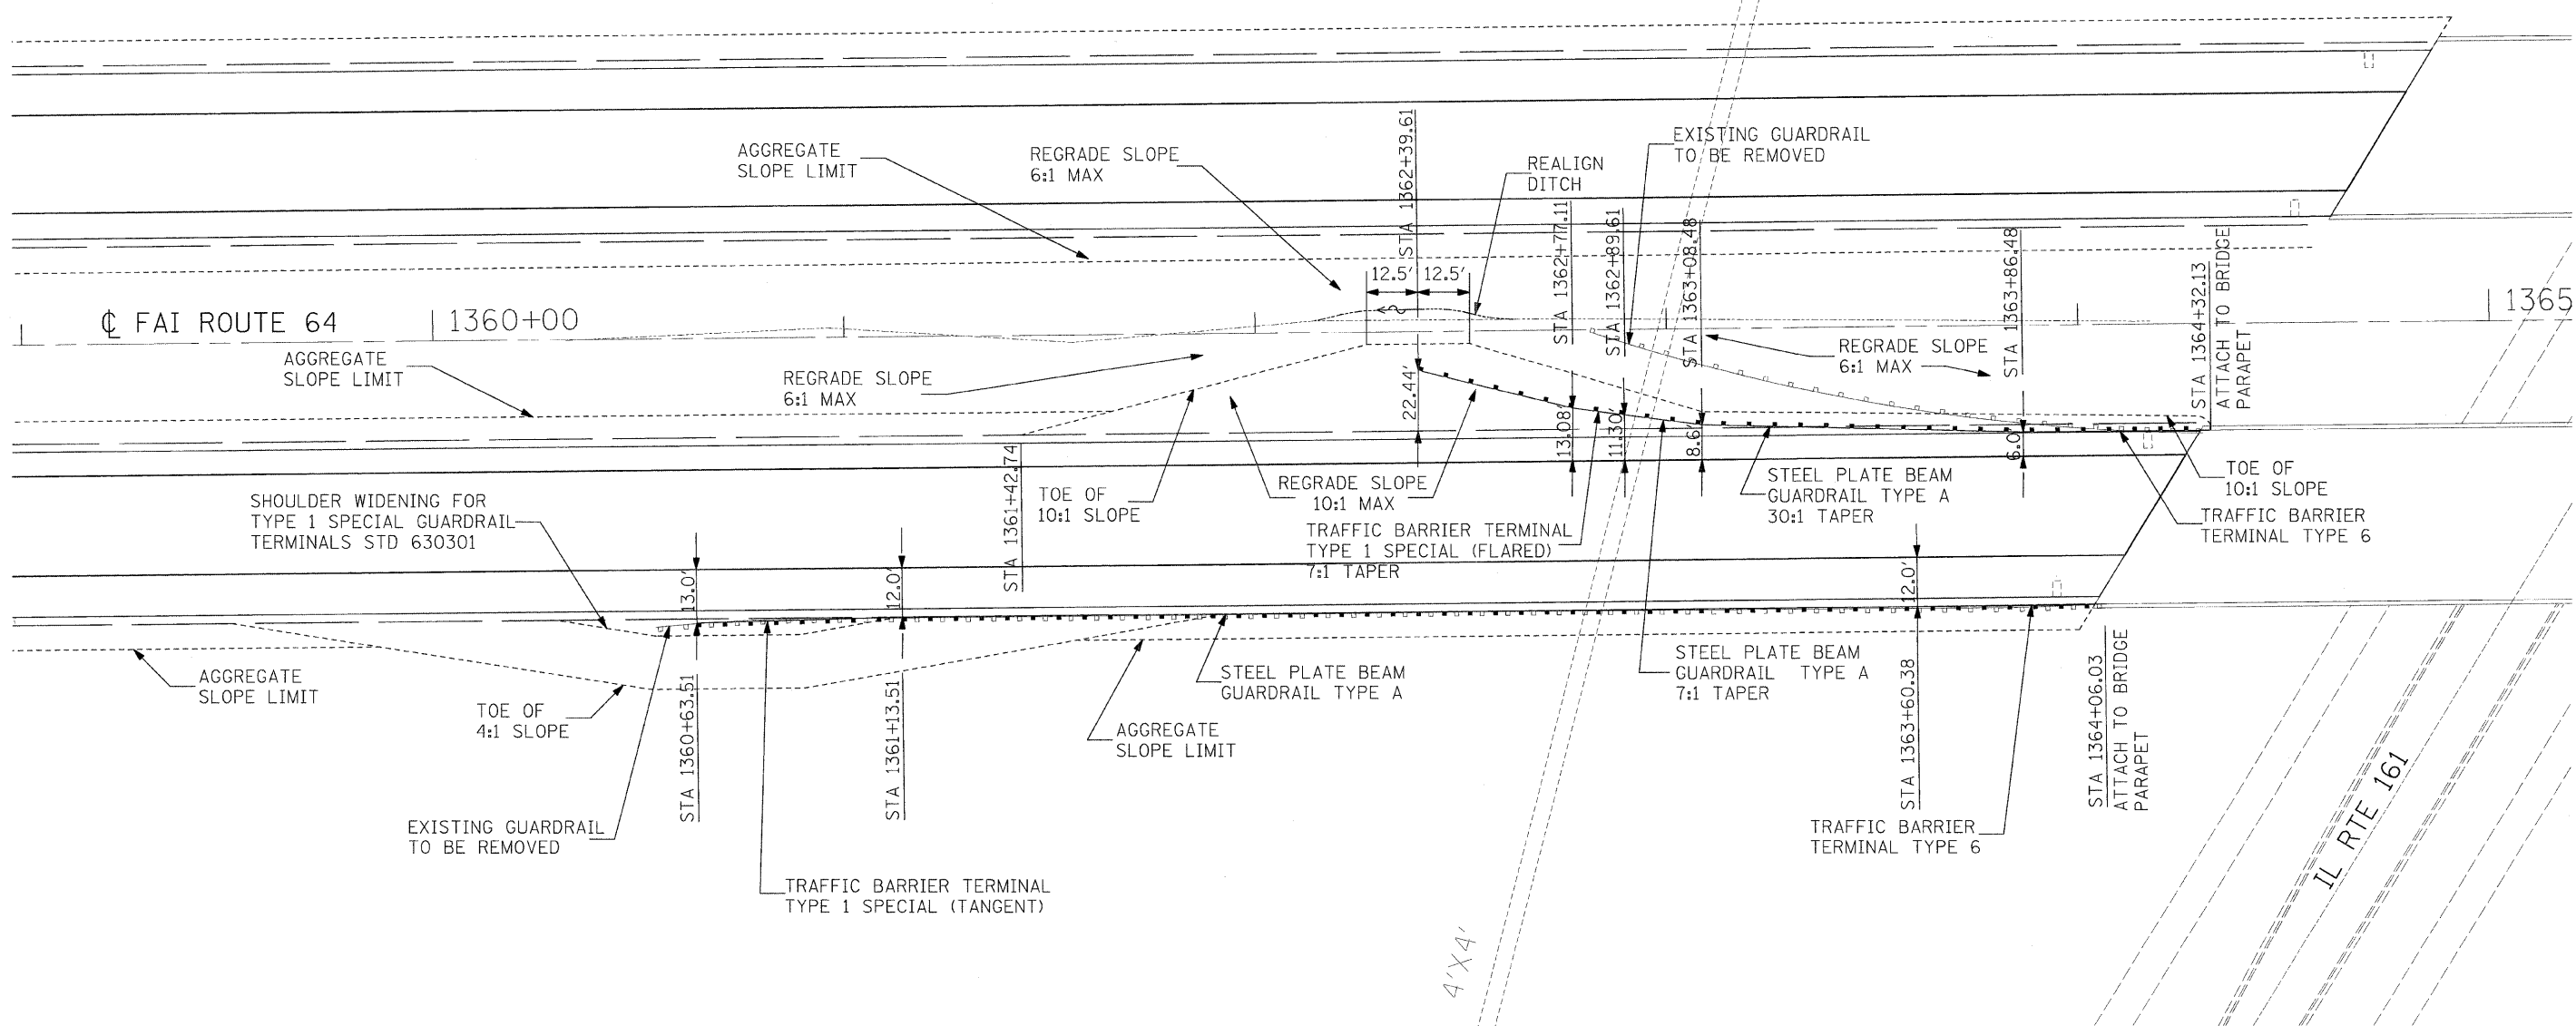 AGGREGATE
SLOPE LIMIT
REGRADE SLOPE
6:1 MAX
STA 1362+39.61
REALIGN
DITCH
EXISTING GUARDRAIL
TO BE REMOVED
12.5' 12.5'
STA 1362+77.11
STA 1362+89.61
STA 1363+08.48
STA 1363+86.48
STA 1364+32.13
ATTACH TO BRIDGE
PARAPET
℄ FAI ROUTE 64
1360+00
1365
AGGREGATE
SLOPE LIMIT
REGRADE SLOPE
6:1 MAX
REGRADE SLOPE
6:1 MAX
22.44'
13.08'
11.30'
8.6'
6.0'
SHOULDER WIDENING FOR
TYPE 1 SPECIAL GUARDRAIL
TERMINALS STD 630301
STA 1361+42.74
TOE OF
10:1 SLOPE
REGRADE SLOPE
10:1 MAX
TRAFFIC BARRIER TERMINAL
TYPE 1 SPECIAL (FLARED)
7:1 TAPER
STEEL PLATE BEAM
GUARDRAIL TYPE A
30:1 TAPER
TOE OF
10:1 SLOPE
TRAFFIC BARRIER
TERMINAL TYPE 6
13.0'
12.0'
12.0'
AGGREGATE
SLOPE LIMIT
TOE OF
4:1 SLOPE
STA 1360+63.51
STA 1361+13.51
STEEL PLATE BEAM
GUARDRAIL TYPE A
AGGREGATE
SLOPE LIMIT
STEEL PLATE BEAM
GUARDRAIL TYPE A
7:1 TAPER
STA 1363+60.38
STA 1364+06.03
ATTACH TO BRIDGE
PARAPET
EXISTING GUARDRAIL
TO BE REMOVED
TRAFFIC BARRIER TERMINAL
TYPE 1 SPECIAL (TANGENT)
TRAFFIC BARRIER
TERMINAL TYPE 6
IL RTE 161
4'X4'